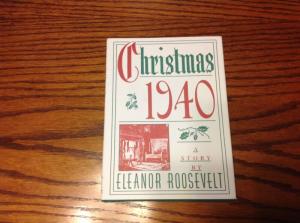 Christmas
1940
A
STORY
BY
ELEANOR ROOSEVELT